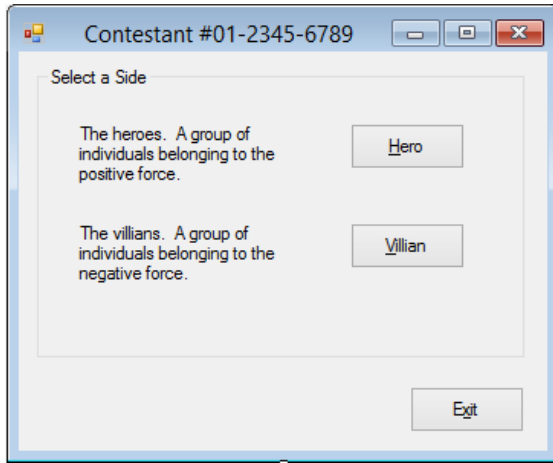 Contestant #01-2345-6789
Select a Side
The heroes. A group of
individuals belonging to the
positive force.
Hero
The villians. A group of
individuals belonging to the
negative force.
Villian
Exit